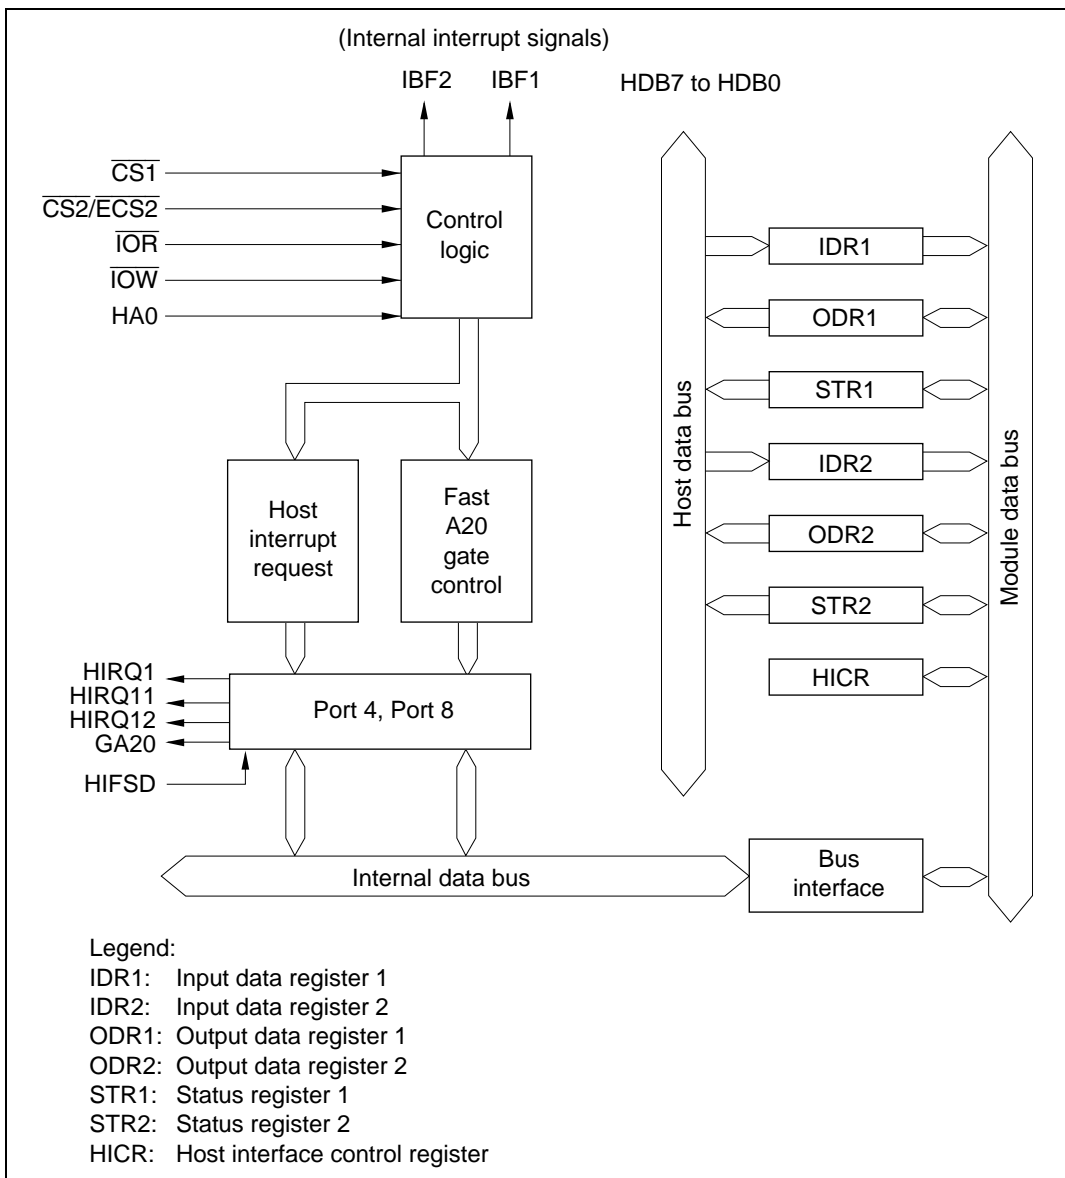 (Internal interrupt signals)
IBF2 IBF1 HDB7 to HDB0
CS1
CS2/ECS2
IOR
IOW
HA0
Control
logic
Host
interrupt
request
Fast
A20
gate
control
HIRQ1
HIRQ11
HIRQ12
GA20
HIFSD
Port 4, Port 8
Internal data bus
Host data bus
IDR1
ODR1
STR1
IDR2
ODR2
STR2
HICR
Module data bus
Bus
interface
Legend:
IDR1: Input data register 1
IDR2: Input data register 2
ODR1: Output data register 1
ODR2: Output data register 2
STR1: Status register 1
STR2: Status register 2
HICR: Host interface control register